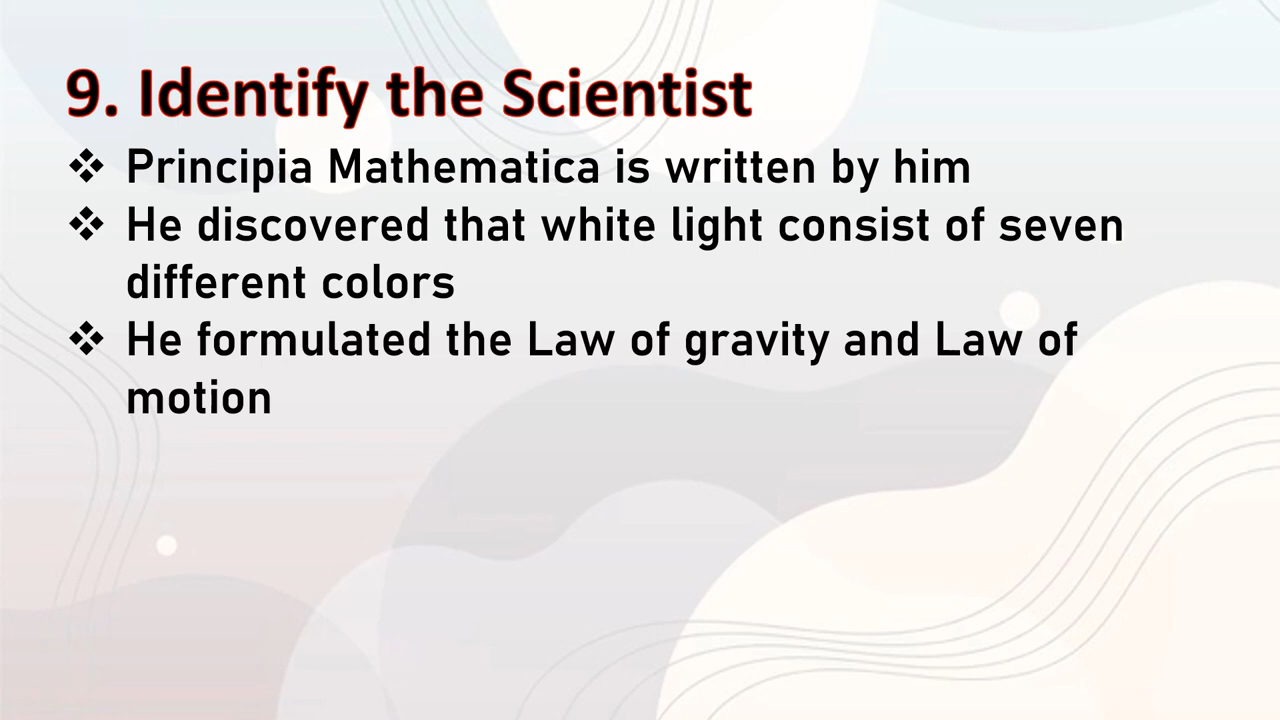 9. Identify the Scientist
❖ Principia Mathematica is written by him
❖ He discovered that white light consist of seven
different colors
❖ He formulated the Law of gravity and Law of
motion